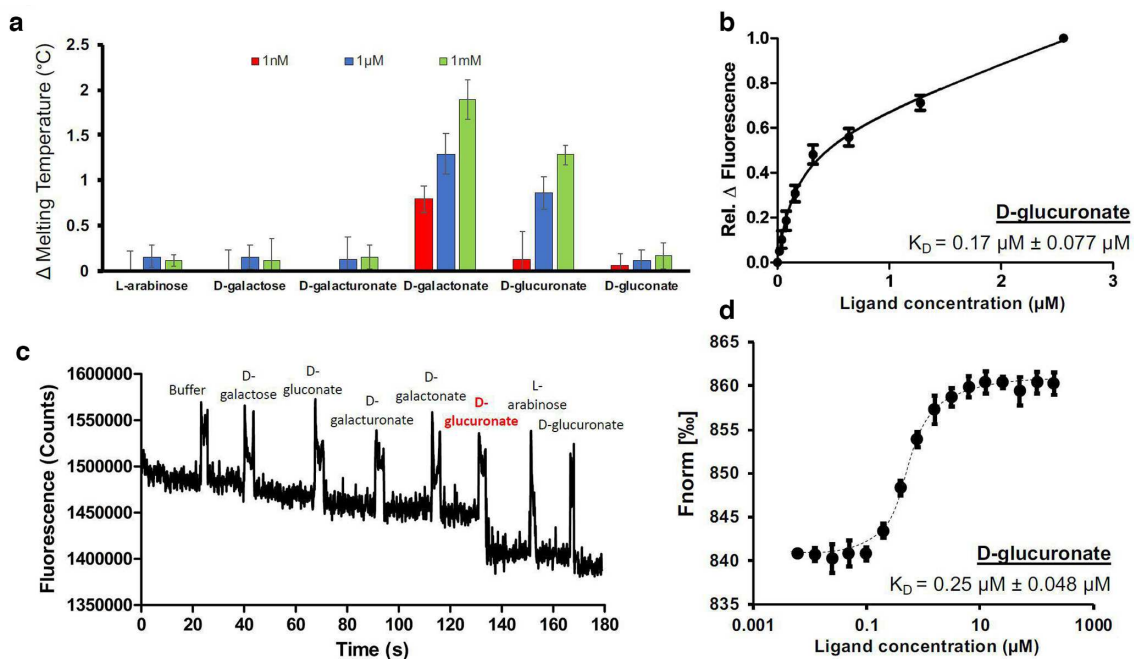 a
Δ Melting Temperature (°C)
2.5
2
1.5
1
0.5
0
1nM
1µM
1mM
L-arabinose
D-galactose
D-galacturonate
D-galactonate
D-glucuronate
D-gluconate
b
Rel. Δ Fluorescence
1.0
0.8
0.6
0.4
0.2
0.0
0
1
2
3
Ligand concentration (µM)
D-glucuronate
KD = 0.17 µM ± 0.077 µM
c
Fluorescence (Counts)
1600000
1550000
1500000
1450000
1400000
1350000
Buffer
D-
galactose
D-
gluconate
D-
galacturonate
D-
galactonate
D-
glucuronate
L-
arabinose
D-glucuronate
0
20
40
60
80
100
120
140
160
180
Time (s)
d
Fnorm [‰]
865
860
855
850
845
840
835
0.001
0.1
10
1000
Ligand concentration (µM)
D-glucuronate
KD = 0.25 µM ± 0.048 µM